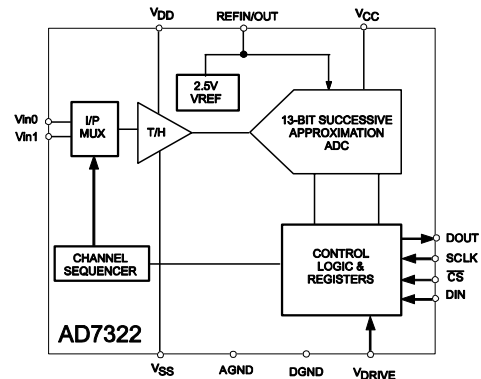 VDD
REFIN/OUT
VCC
2.5V
VREF
Vin0
Vin1
I/P
MUX
T/H
13-BIT SUCCESSIVE
APPROXIMATION
ADC
CHANNEL
SEQUENCER
CONTROL
LOGIC &
REGISTERS
DOUT
SCLK
CS
DIN
AD7322
VSS
AGND
DGND
VDRIVE